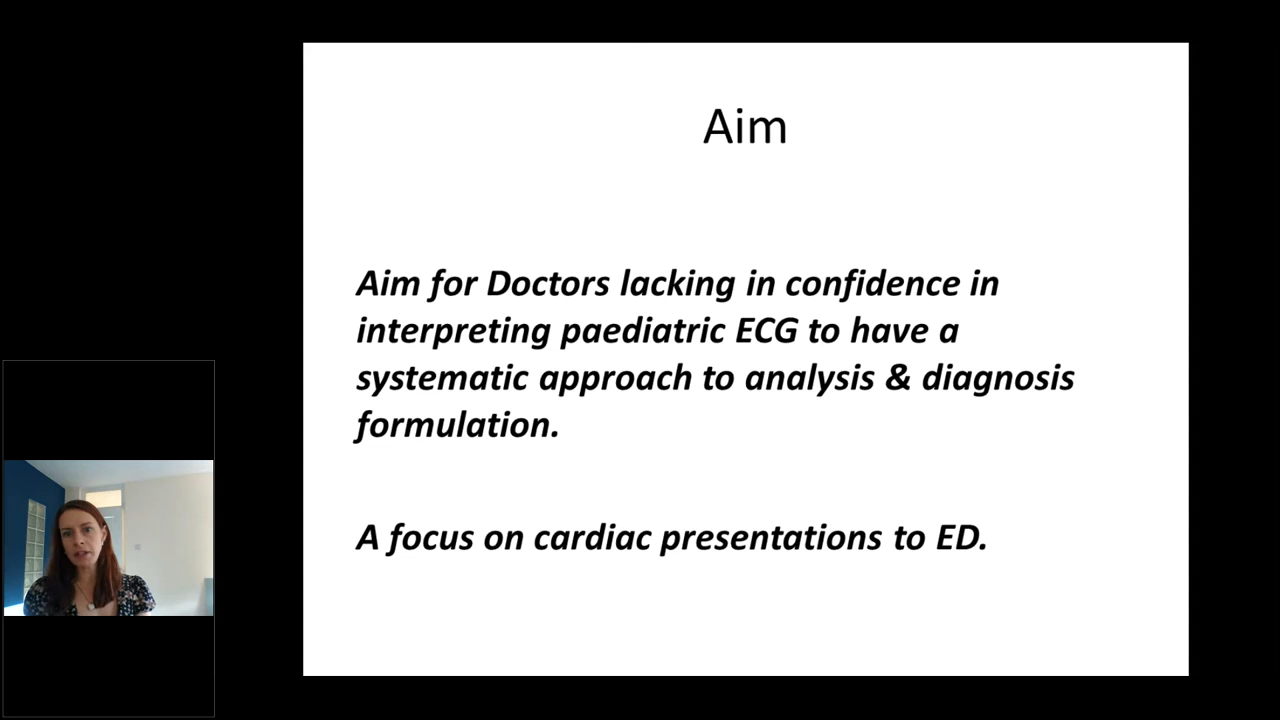 Aim
Aim for Doctors lacking in confidence in
interpreting paediatric ECG to have a
systematic approach to analysis & diagnosis
formulation.
A focus on cardiac presentations to ED.